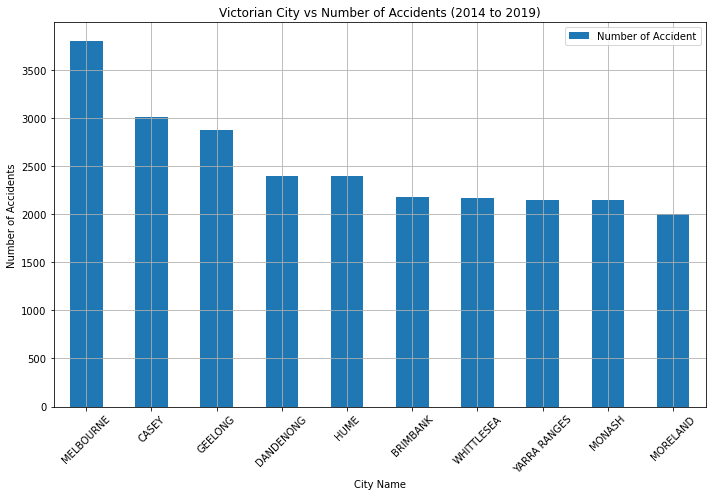 Victorian City vs Number of Accidents (2014 to 2019)
Number of Accident
Number of Accidents
3500
3000
2500
2000
1500
1000
500
0
MELBOURNE
CASEY
GEELONG
DANDENONG
HUME
BRIMBANK
WHITTLESEA
YARRA RANGES
MONASH
MORELAND
City Name